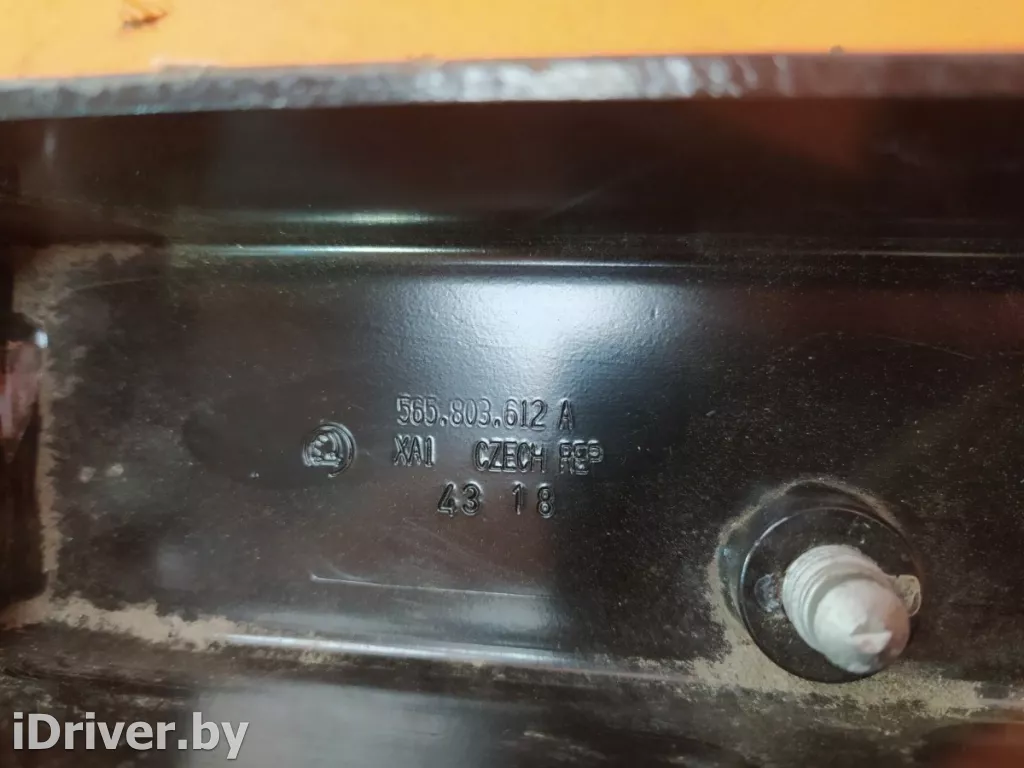 565.803.612 A
XA1 CZECH REP
43 18
iDriver.by